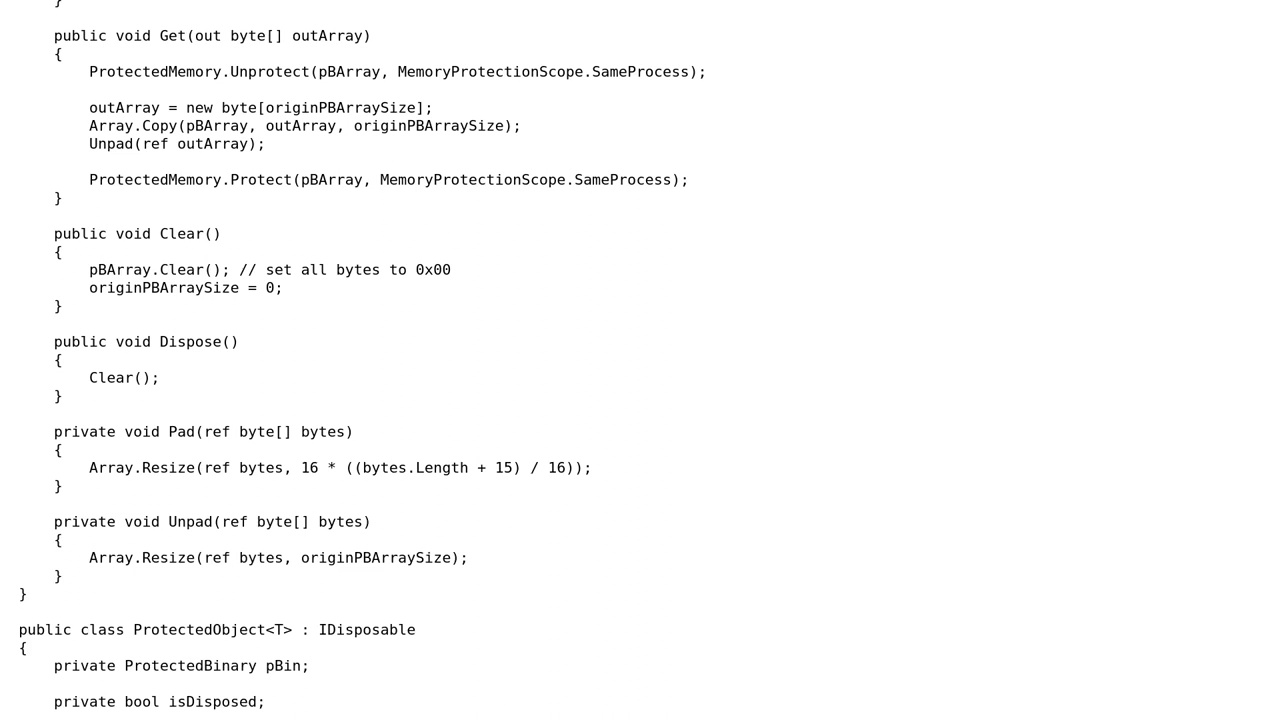 }
public void Get(out byte[] outArray)
{
ProtectedMemory.Unprotect(pBArray, MemoryProtectionScope.SameProcess);
outArray = new byte[originPBArraySize];
Array.Copy(pBArray, outArray, originPBArraySize);
Unpad(ref outArray);
ProtectedMemory.Protect(pBArray, MemoryProtectionScope.SameProcess);
}
public void Clear()
{
pBArray.Clear(); // set all bytes to 0x00
originPBArraySize = 0;
}
public void Dispose()
{
Clear();
}
private void Pad(ref byte[] bytes)
{
Array.Resize(ref bytes, 16 * ((bytes.Length + 15) / 16));
}
private void Unpad(ref byte[] bytes)
{
Array.Resize(ref bytes, originPBArraySize);
}
}
public class ProtectedObject<T> : IDisposable
{
private ProtectedBinary pBin;
private bool isDisposed;